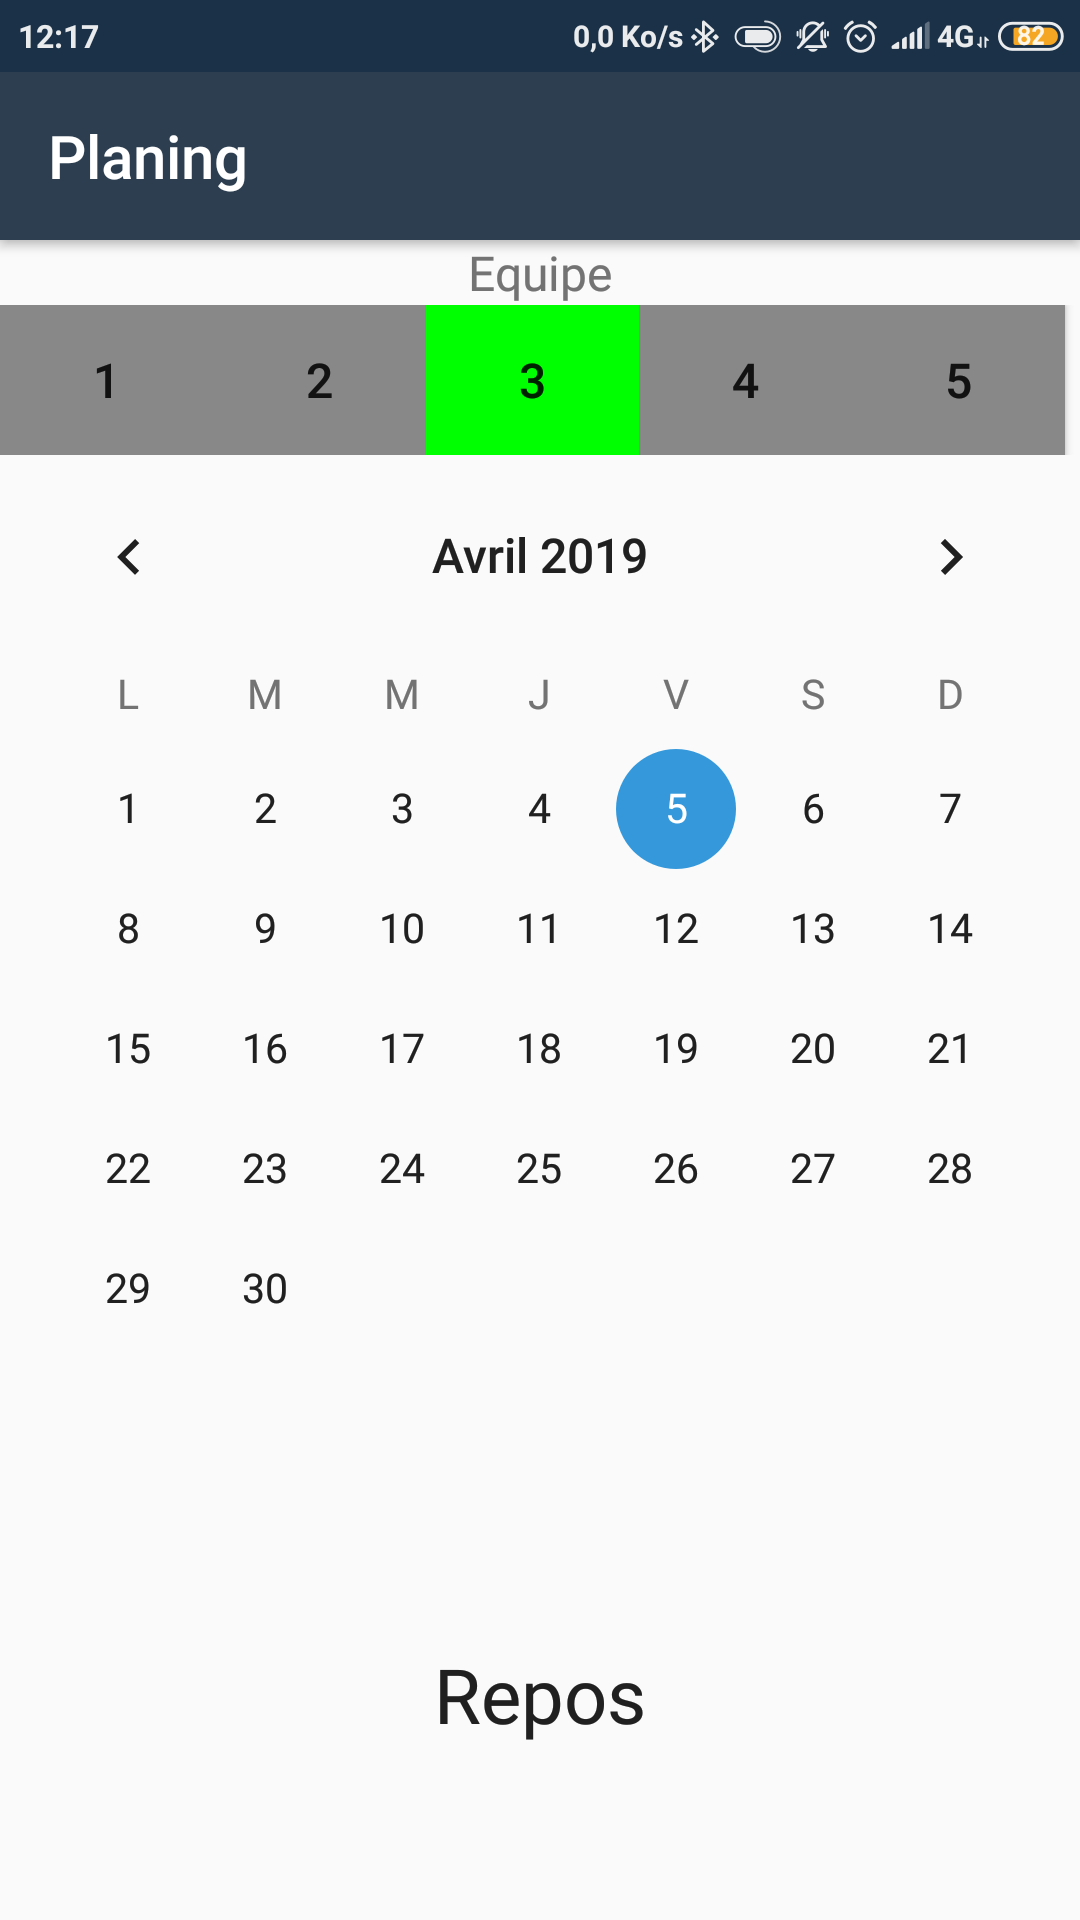 12:17 0,0 Ko/s 4G 82
Planing
Equipe
1 2 3 4 5
Avril 2019
L M M J V S D
1 2 3 4 5 6 7
8 9 10 11 12 13 14
15 16 17 18 19 20 21
22 23 24 25 26 27 28
29 30
Repos